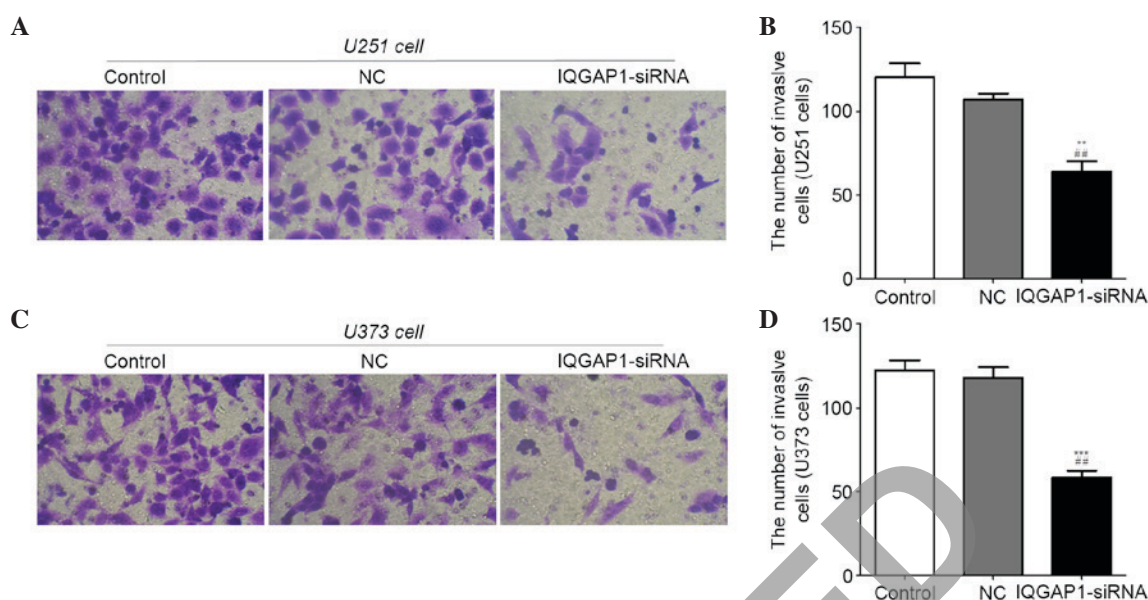 A
U251 cell
Control NC IQGAP1-siRNA
B
The number of invasive
cells (U251 cells)
150
100
50
0
**
##
Control NC IQGAP1-siRNA
C
U373 cell
Control NC IQGAP1-siRNA
D
The number of invasive
cells (U373 cells)
150
100
50
0
***
##
Control NC IQGAP1-siRNA